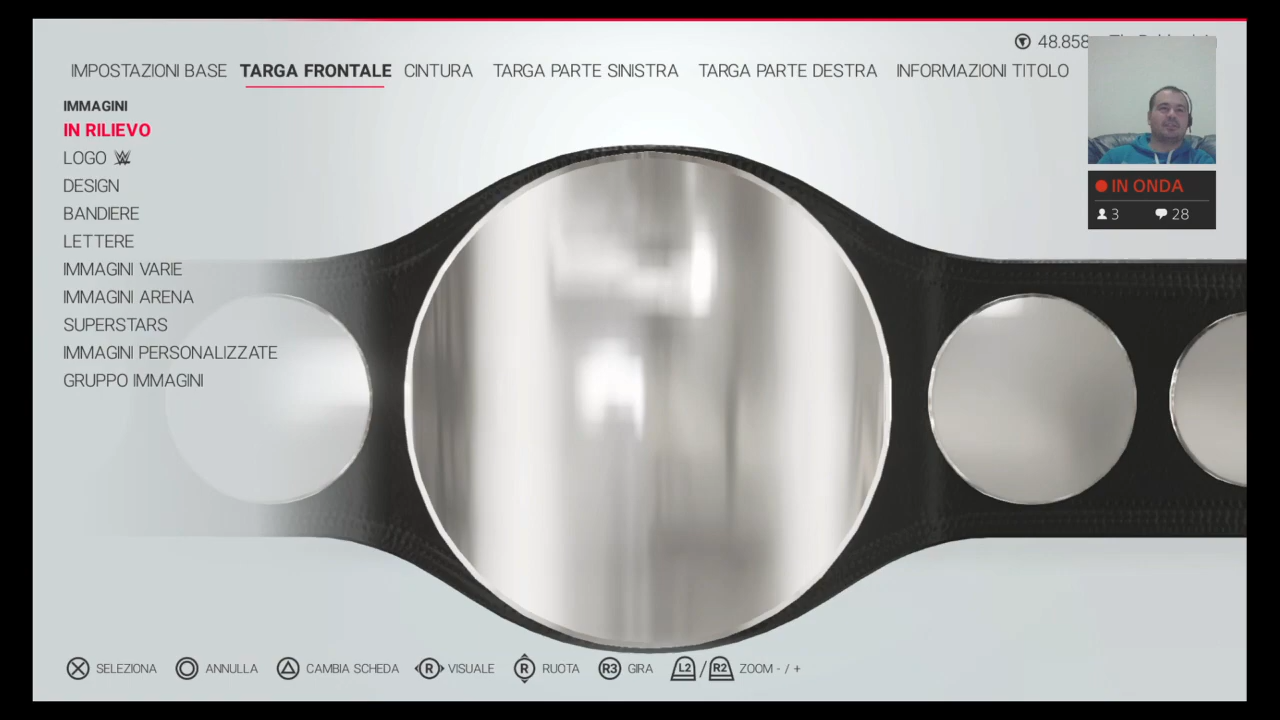 48.858
IMPOSTAZIONI BASE TARGA FRONTALE CINTURA TARGA PARTE SINISTRA TARGA PARTE DESTRA INFORMAZIONI TITOLO
IMMAGINI
IN RILIEVO
LOGO W
DESIGN
BANDIERE
LETTERE
IMMAGINI VARIE
IMMAGINI ARENA
SUPERSTARS
IMMAGINI PERSONALIZZATE
GRUPPO IMMAGINI
IN ONDA
3 28
SELEZIONA ANNULLA CAMBIA SCHEDA R VISUALE R RUOTA R3 GIRA L2 / R2 ZOOM - / +